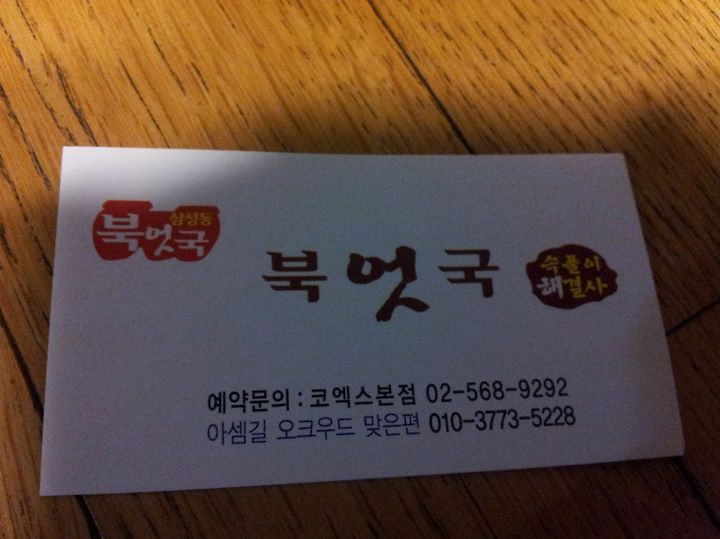 삼성동
북엇국
북엇국
속풀이
해결사
예약문의 : 코엑스본점 02-568-9292
아셈길 오크우드 맞은편 010-3773-5228